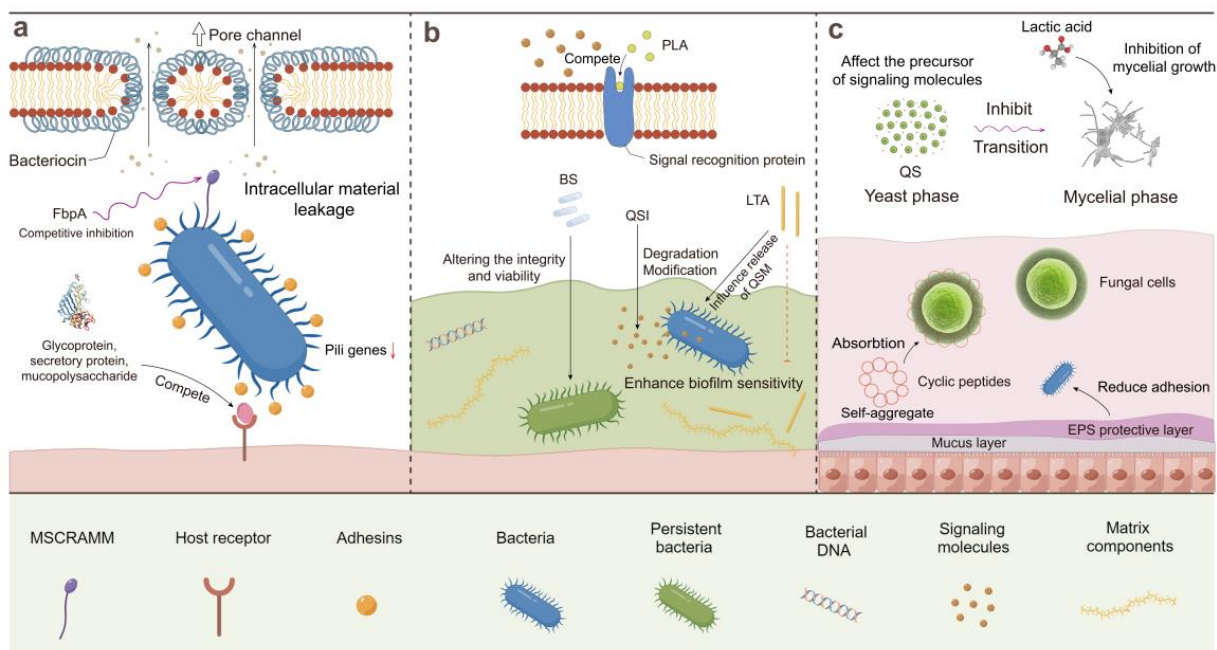 a
Pore channel
Bacteriocin
Intracellular material
leakage
FbpA
Competitive inhibition
Glycoprotein,
secretory protein,
mucopolysaccharide
Compete
Pili genes
b
PLA
Compete
Signal recognition protein
BS
QSI
LTA
Altering the integrity
and viability
Degradation
Modification
Influence release
of QSM
Enhance biofilm sensitivity
c
Lactic acid
Affect the precursor
of signaling molecules
Inhibition of
mycelial growth
Inhibit
Transition
QS
Yeast phase
Mycelial phase
Fungal cells
Absorbtion
Cyclic peptides
Self-aggregate
Reduce adhesion
EPS protective layer
Mucus layer
MSCRAMM
Host receptor
Adhesins
Bacteria
Persistent
bacteria
Bacterial
DNA
Signaling
molecules
Matrix
components